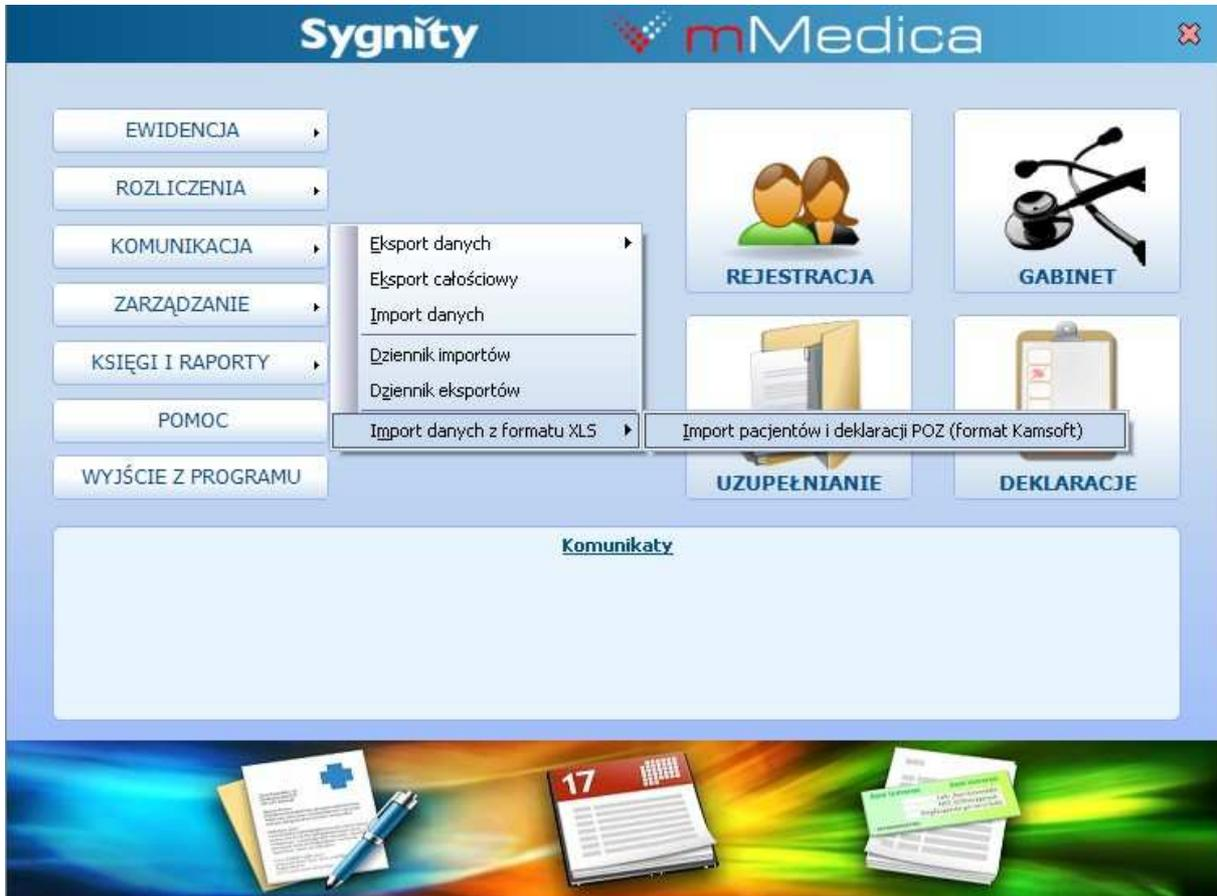 Sygnity mMedica
EWIDENCJA
ROZLICZENIA
KOMUNIKACJA
ZARZĄDZANIE
KSIĘGI I RAPORTY
POMOC
WYJŚCIE Z PROGRAMU
Eksport danych
Eksport całościowy
Import danych
Dziennik importów
Dziennik eksportów
Import danych z formatu XLS
Import pacjentów i deklaracji POZ (format Kamsoft)
REJESTRACJA
GABINET
UZUPEŁNIANIE
DEKLARACJE
Komunikaty
17